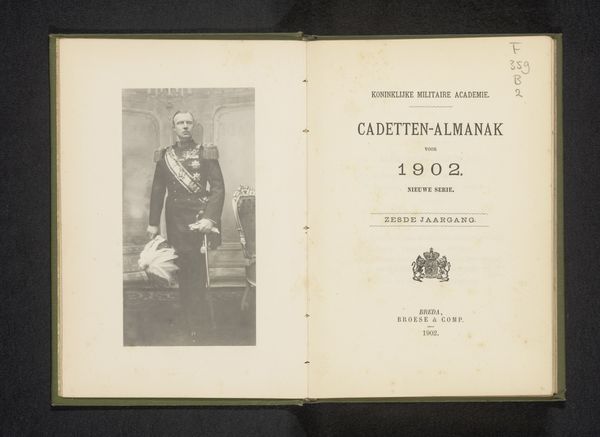 F
359
B
2
KONINKLIJKE MILITAIRE ACADEMIE.
CADETTEN-ALMANAK
VOOR
1902.
NIEUWE SERIE.
ZESDE JAARGANG.
BREDA,
BROESE & COMP.
1902.